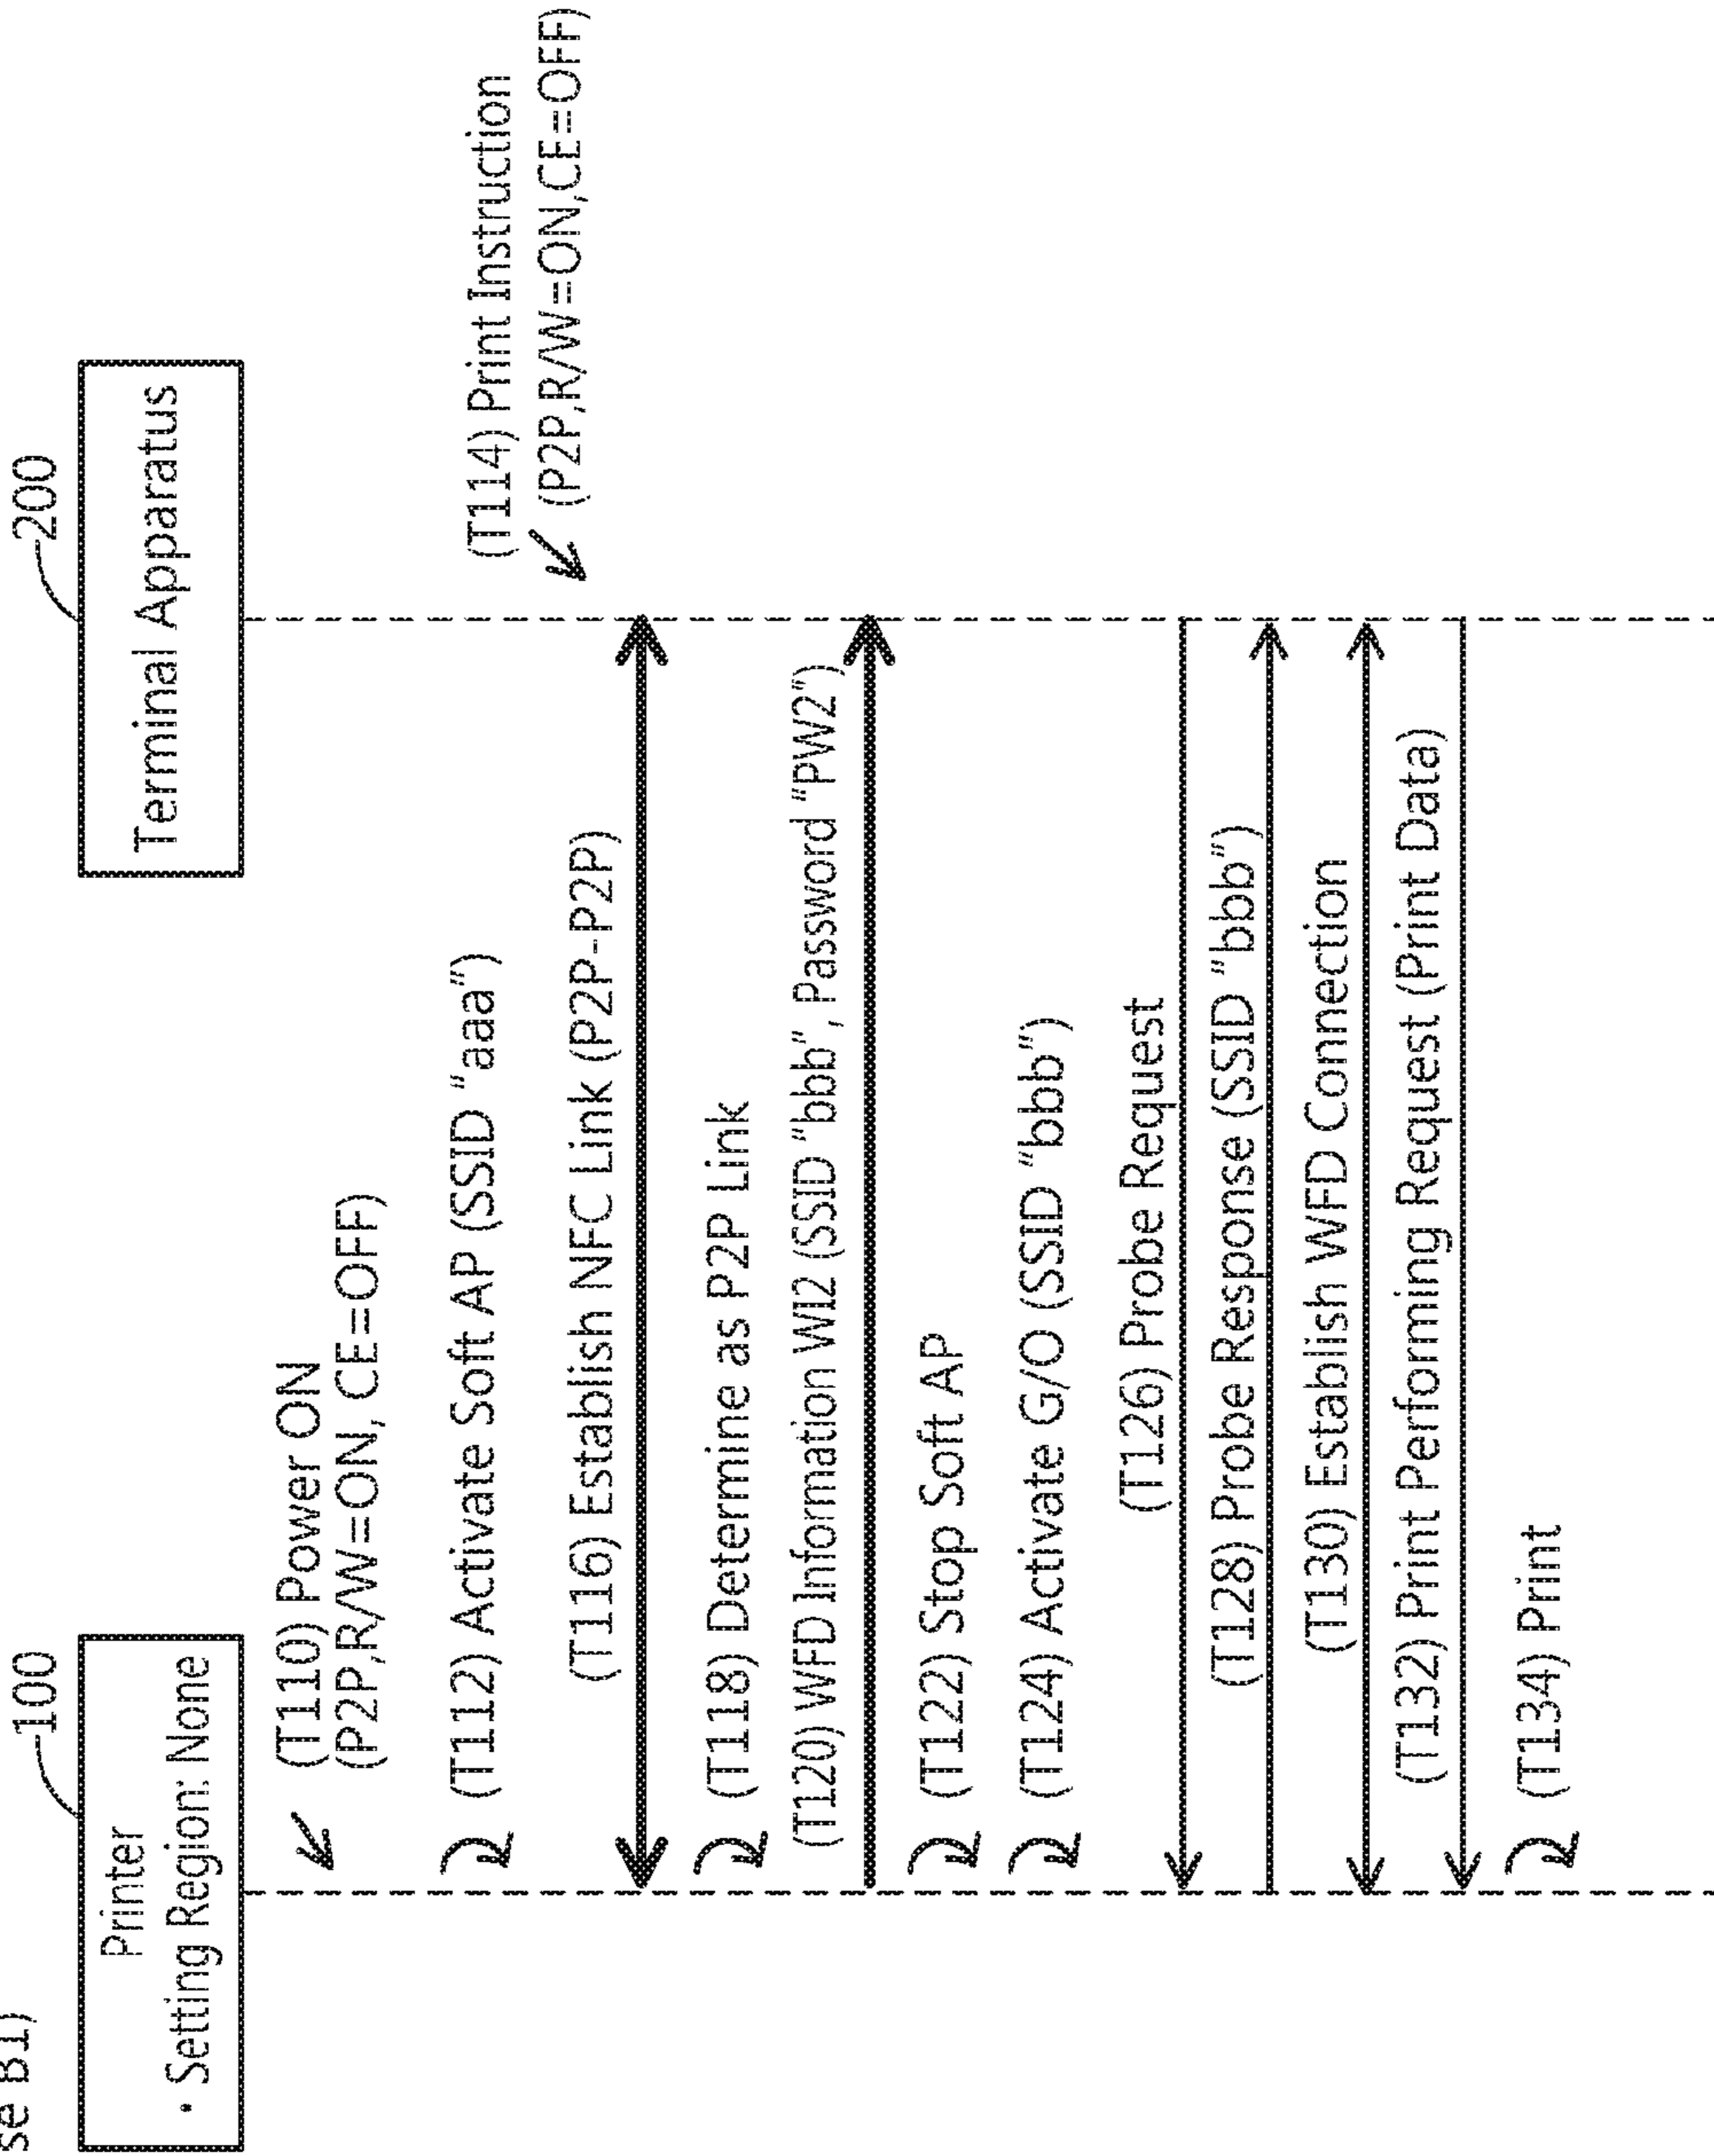 se B1)
100
200
Printer
• Setting Region: None
Terminal Apparatus
(T110) Power ON
(P2P,R/W=ON, CE=OFF)
(T112) Activate Soft AP (SSID "aaa")
(T114) Print Instruction
(P2P,R/W=ON,CE=OFF)
(T116) Establish NFC Link (P2P-P2P)
(T118) Determine as P2P Link
(T120) WFD Information WI2 (SSID "bbb", Password "PW2")
(T122) Stop Soft AP
(T124) Activate G/O (SSID "bbb")
(T126) Probe Request
(T128) Probe Response (SSID "bbb")
(T130) Establish WFD Connection
(T132) Print Performing Request (Print Data)
(T134) Print